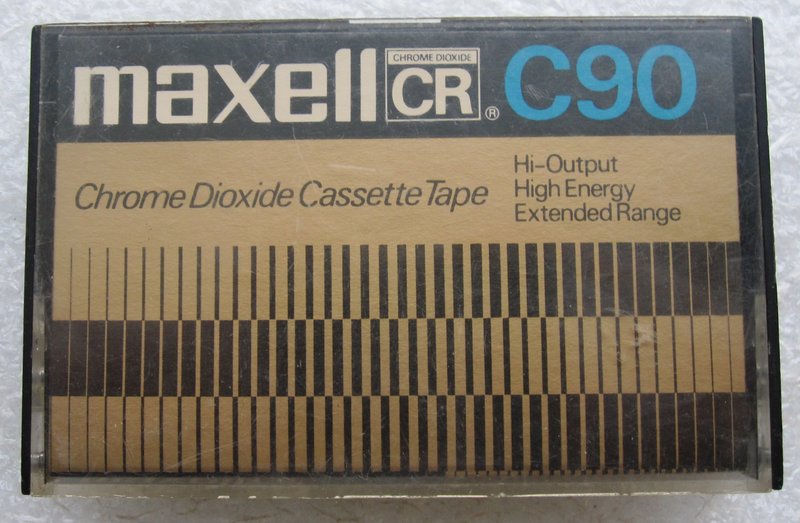 maxell CHROME DIOXIDE CR ® C90
Chrome Dioxide Cassette Tape
Hi-Output
High Energy
Extended Range